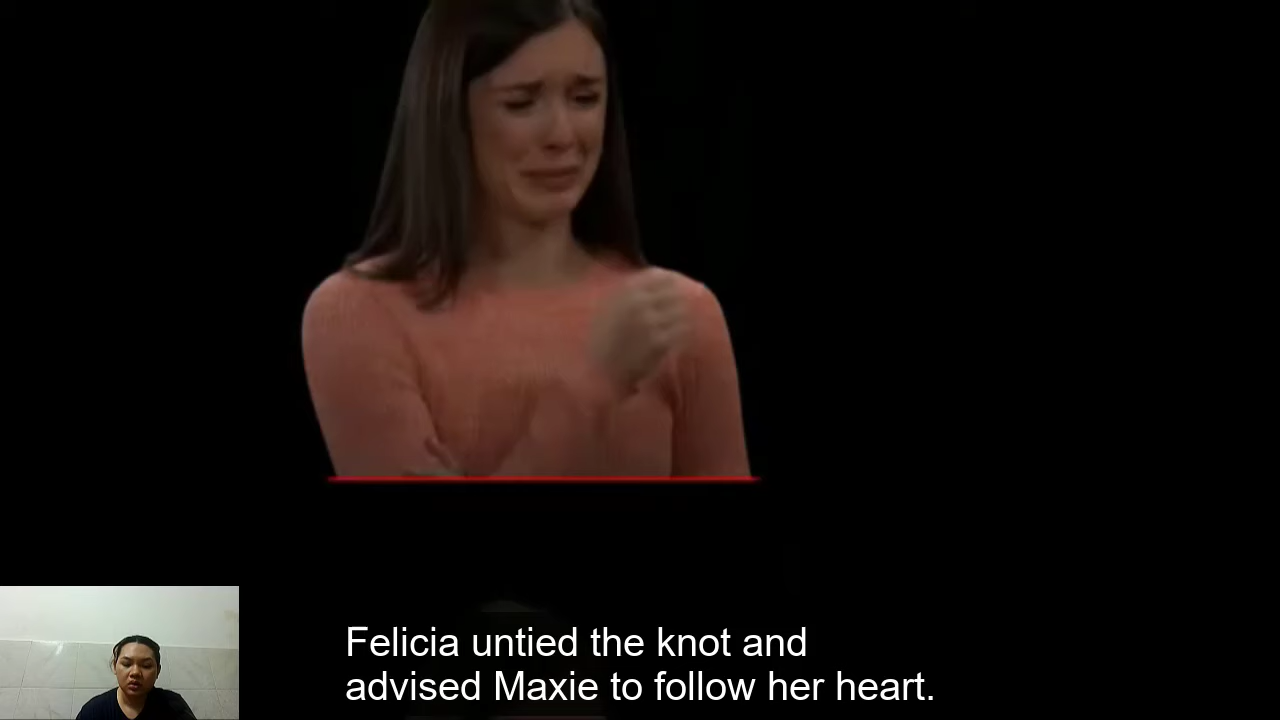 Felicia untied the knot and
advised Maxie to follow her heart.